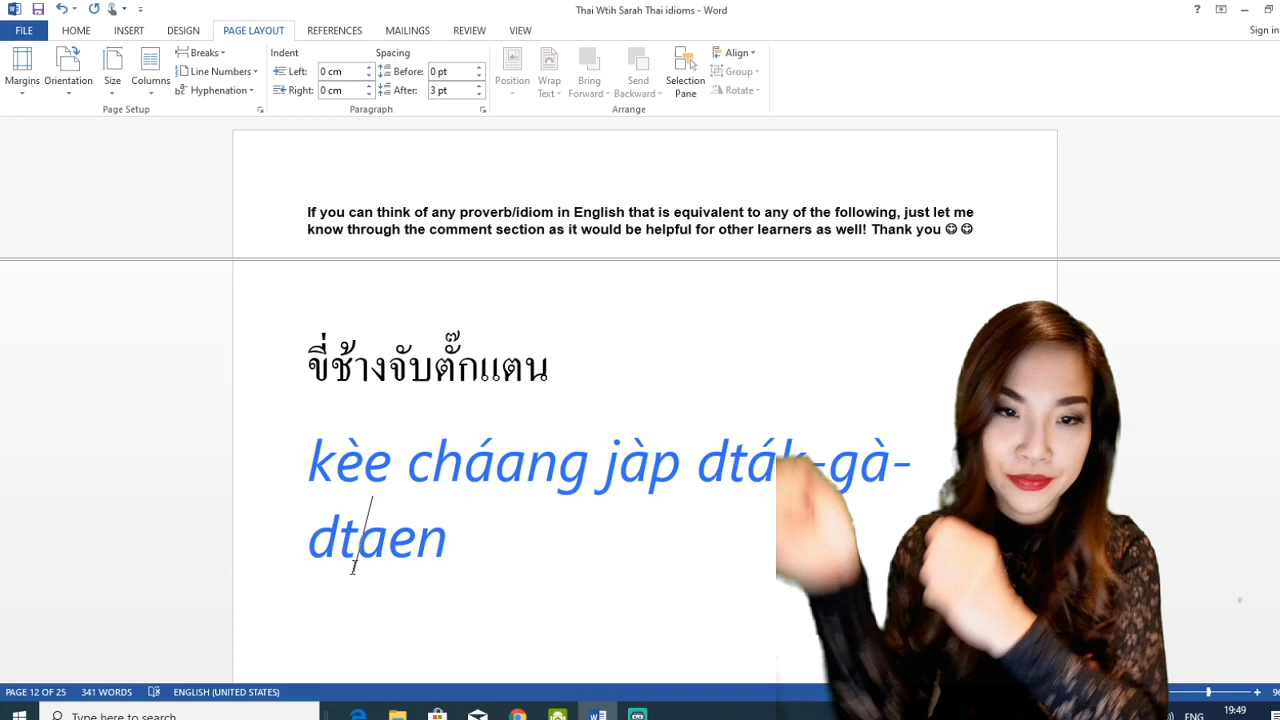 Thai Wtih Sarah Thai idioms - Word
?
FILE HOME INSERT DESIGN PAGE LAYOUT REFERENCES MAILINGS REVIEW VIEW Sign in
Margins Orientation Size Columns
Breaks
Line Numbers
Hyphenation
Page Setup
Indent Spacing
Left: 0 cm Before: 0 pt
Right: 0 cm After: 3 pt
Paragraph
Position Wrap Text Bring Forward Send Backward Selection Pane
Align
Group
Rotate
Arrange
If you can think of any proverb/idiom in English that is equivalent to any of the following, just let me
know through the comment section as it would be helpful for other learners as well! Thank you 😊 😊
ขี่ช้างจับตั๊กแตน
kèe cháang jàp dták-gà-
dtaen
PAGE 12 OF 25 341 WORDS ENGLISH (UNITED STATES)
Type here to search
ENG 19:49